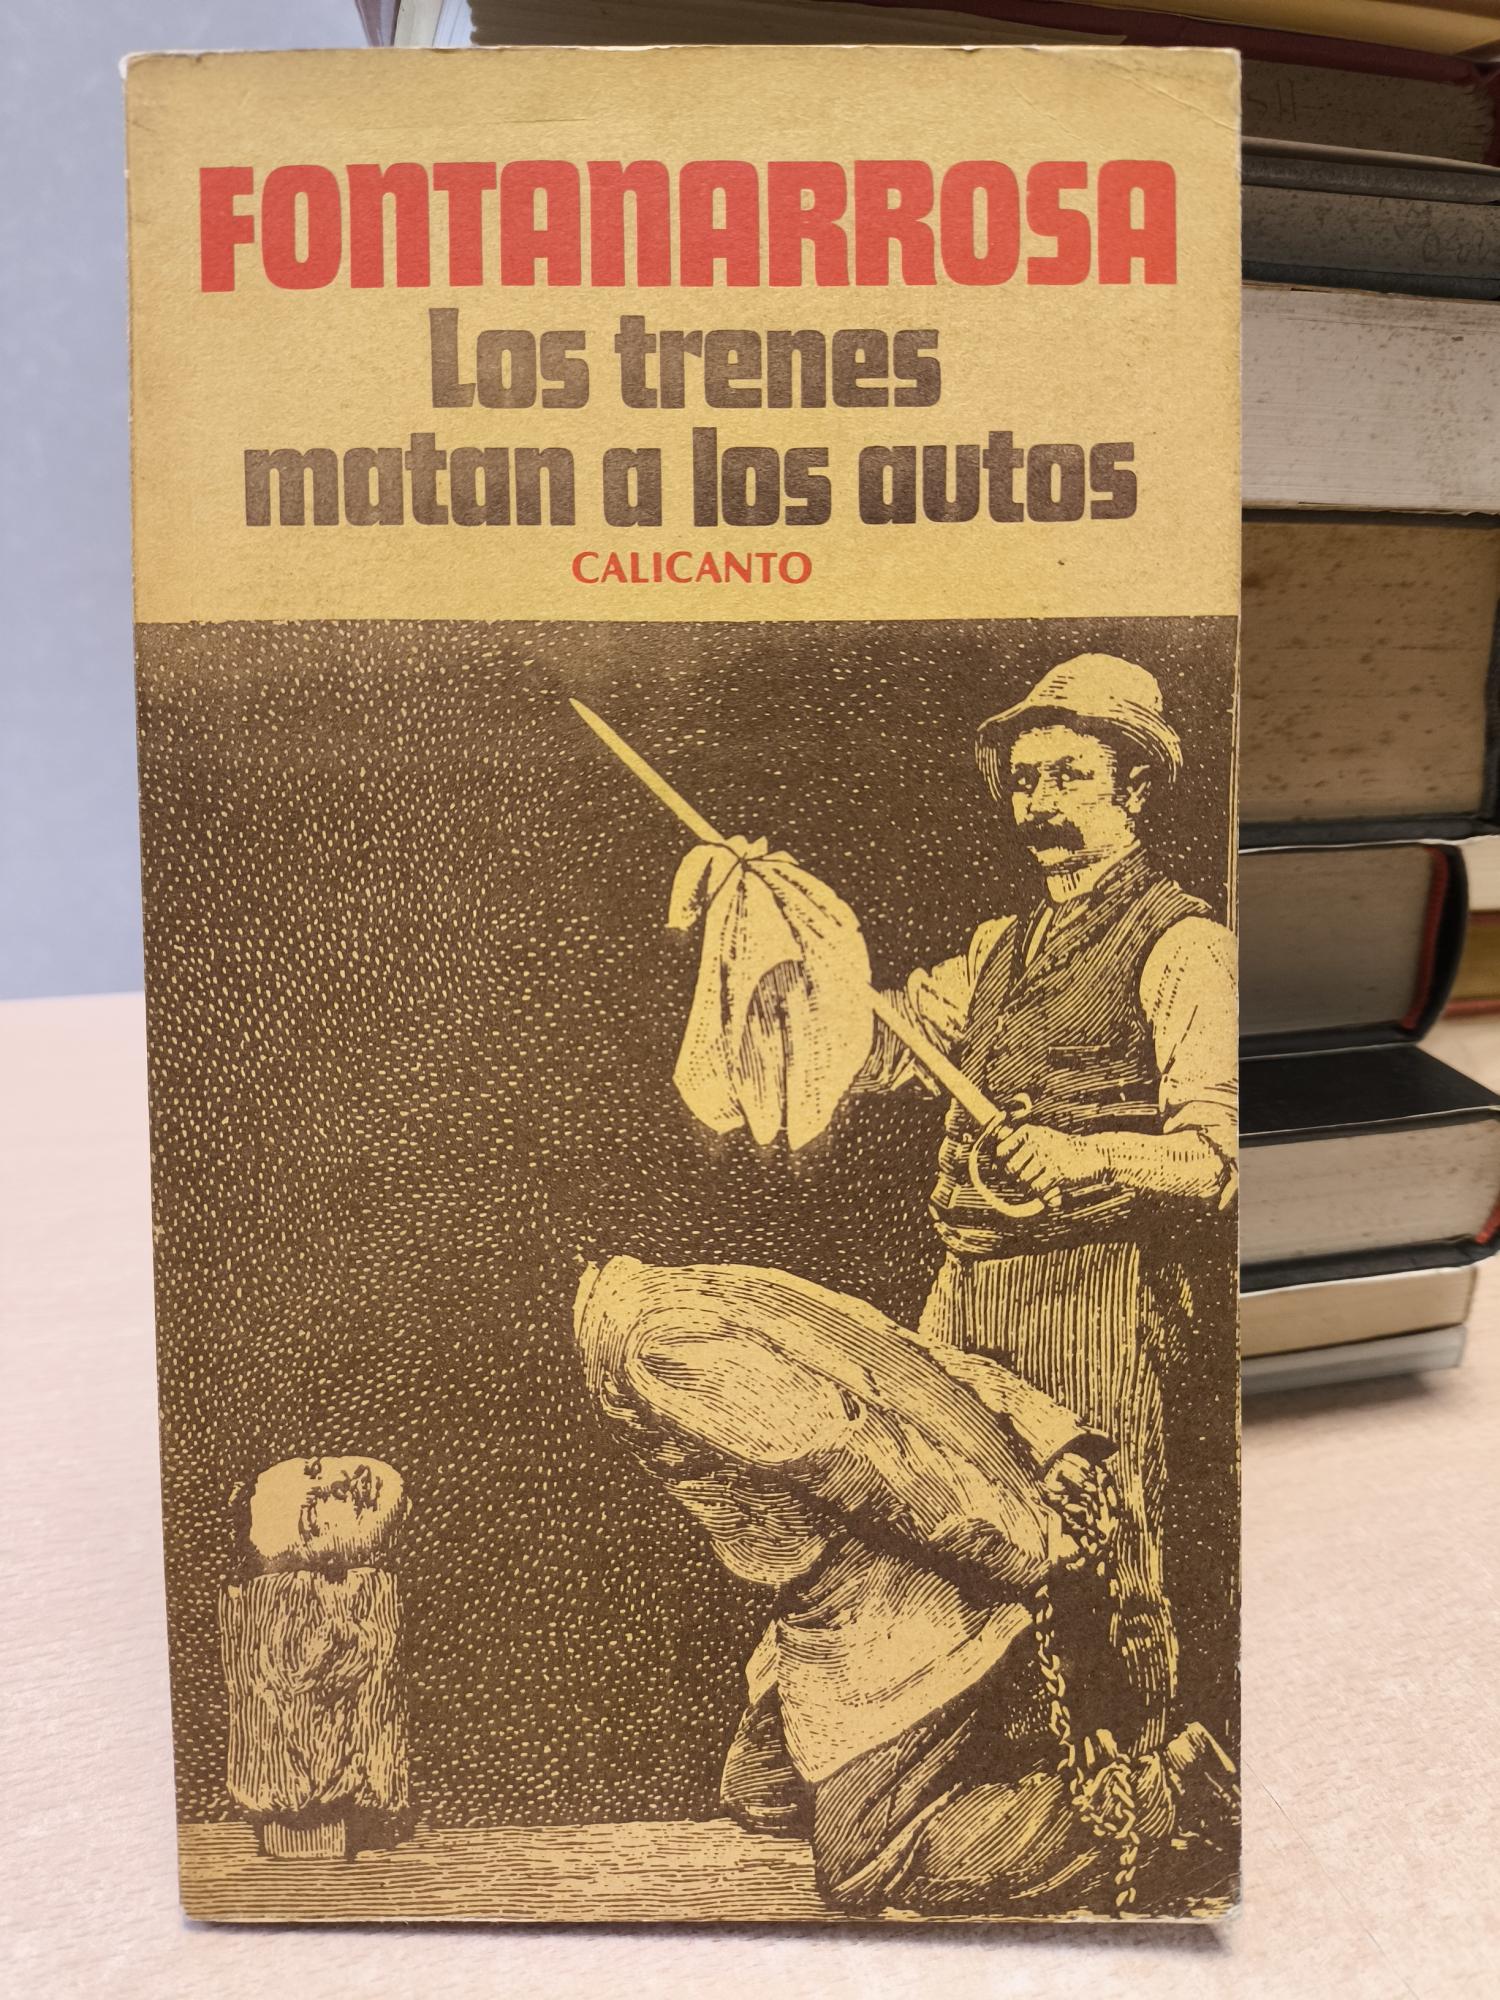 FONTANARROSA
Los trenes
matan a los autos
CALICANTO